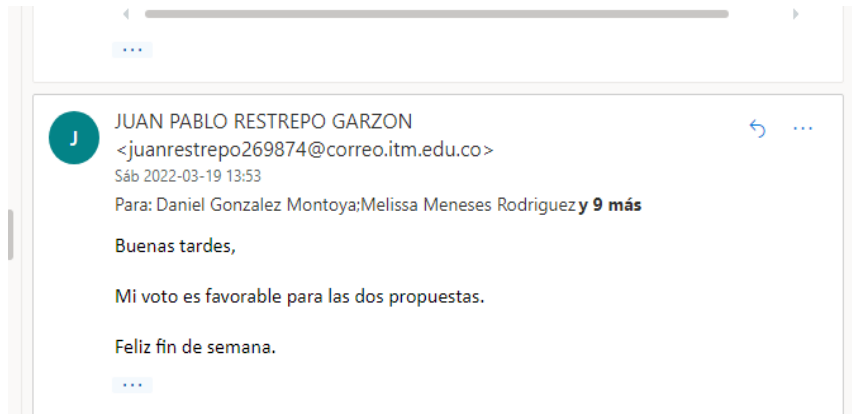 ...
J
JUAN PABLO RESTREPO GARZON
<juanrestrepo269874@correo.itm.edu.co>
...
Sáb 2022-03-19 13:53
Para: Daniel Gonzalez Montoya;Melissa Meneses Rodriguez y 9 más
Buenas tardes,
Mi voto es favorable para las dos propuestas.
Feliz fin de semana.
...